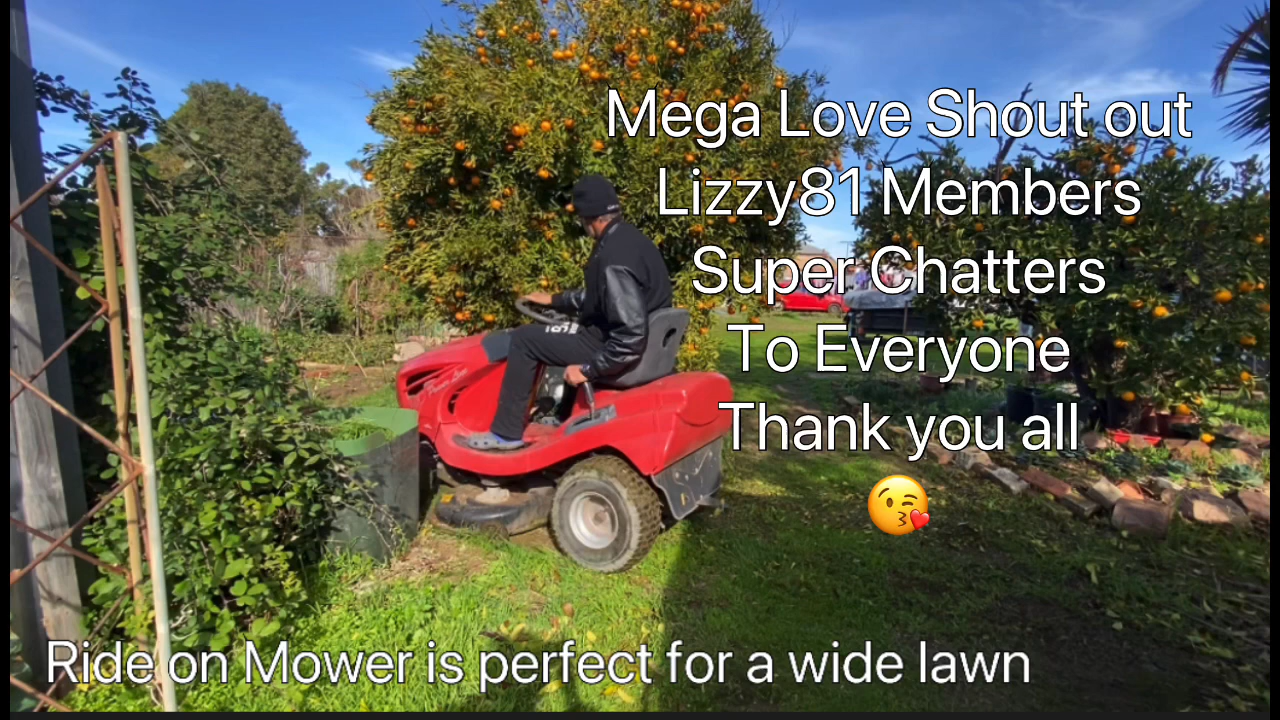 Mega Love Shout out
Lizzy81 Members
Super Chatters
To Everyone
Thank you all
😘
Ride on Mower is perfect for a wide lawn